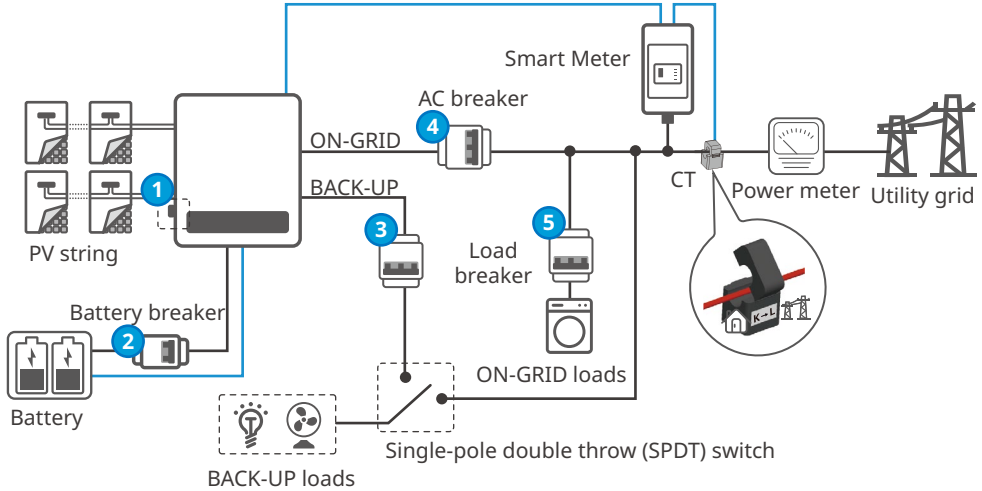 Smart Meter
AC breaker
4
ON-GRID
BACK-UP
CT
Power meter
Utility grid
1
3
5
PV string
Load
breaker
K→L
Battery breaker
2
ON-GRID loads
Battery
Single-pole double throw (SPDT) switch
BACK-UP loads